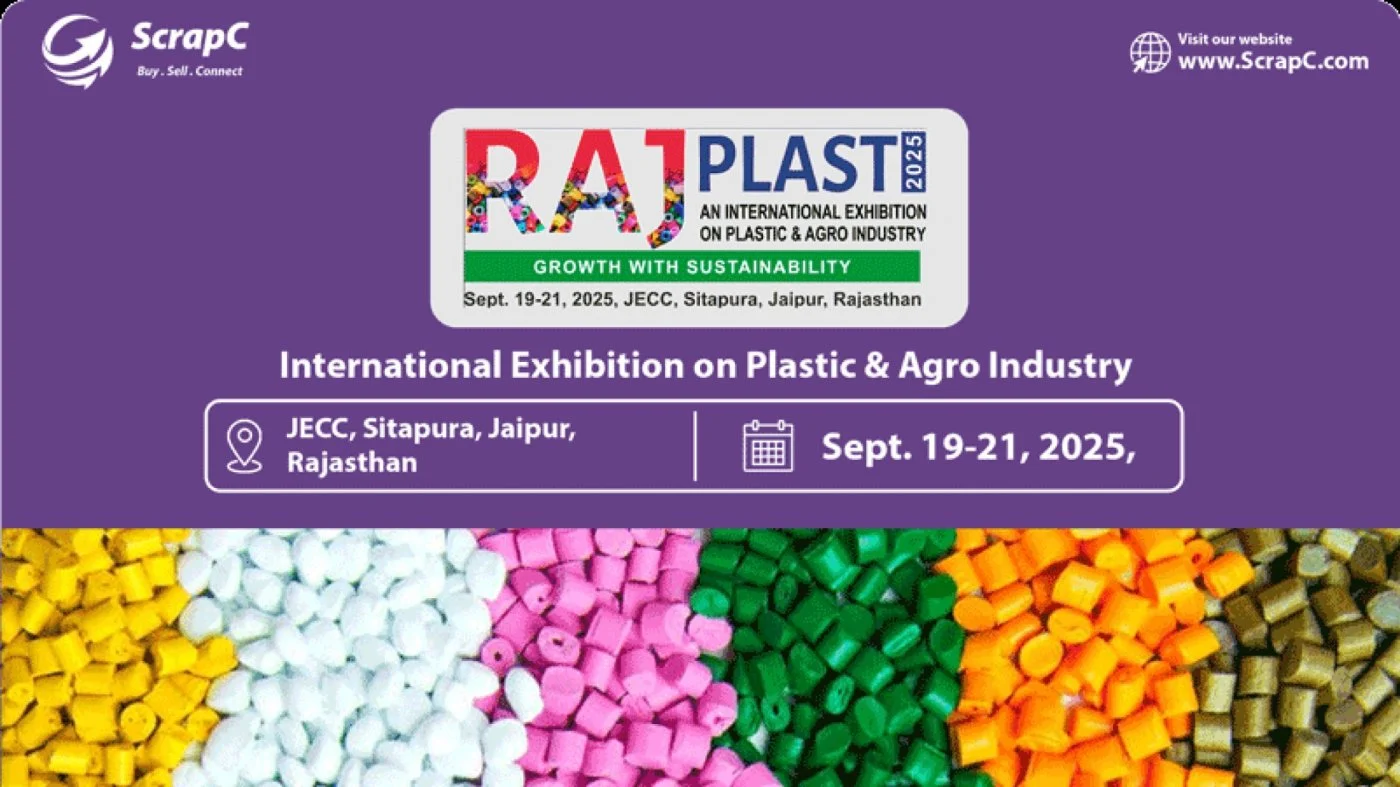 ScrapC
Buy . Sell . Connect
Visit our website
www.ScrapC.com
RAJ PLAST 2025
AN INTERNATIONAL EXHIBITION
ON PLASTIC & AGRO INDUSTRY
GROWTH WITH SUSTAINABILITY
Sept. 19-21, 2025, JECC, Sitapura, Jaipur, Rajasthan
International Exhibition on Plastic & Agro Industry
JECC, Sitapura, Jaipur,
Rajasthan
Sept. 19-21, 2025,